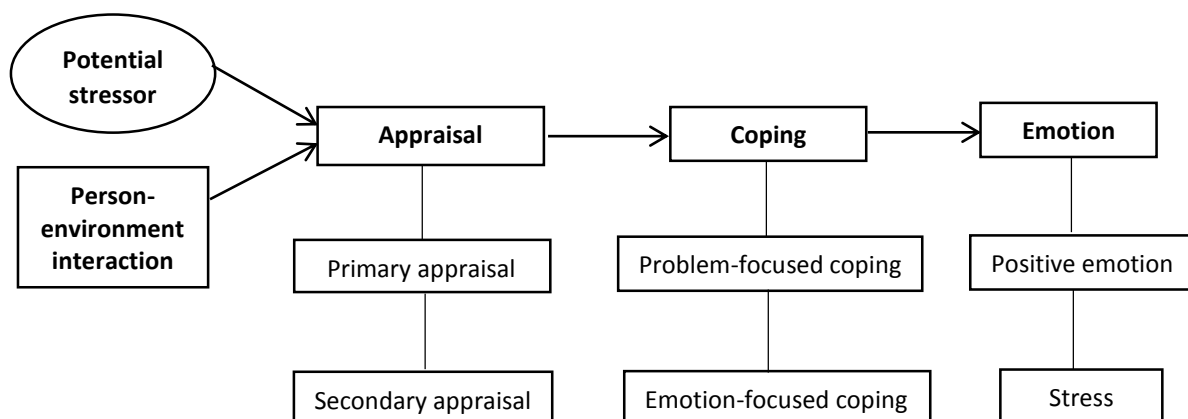 Potential
stressor
Appraisal
Coping
Emotion
Person-
environment
interaction
Primary appraisal
Problem-focused coping
Positive emotion
Secondary appraisal
Emotion-focused coping
Stress